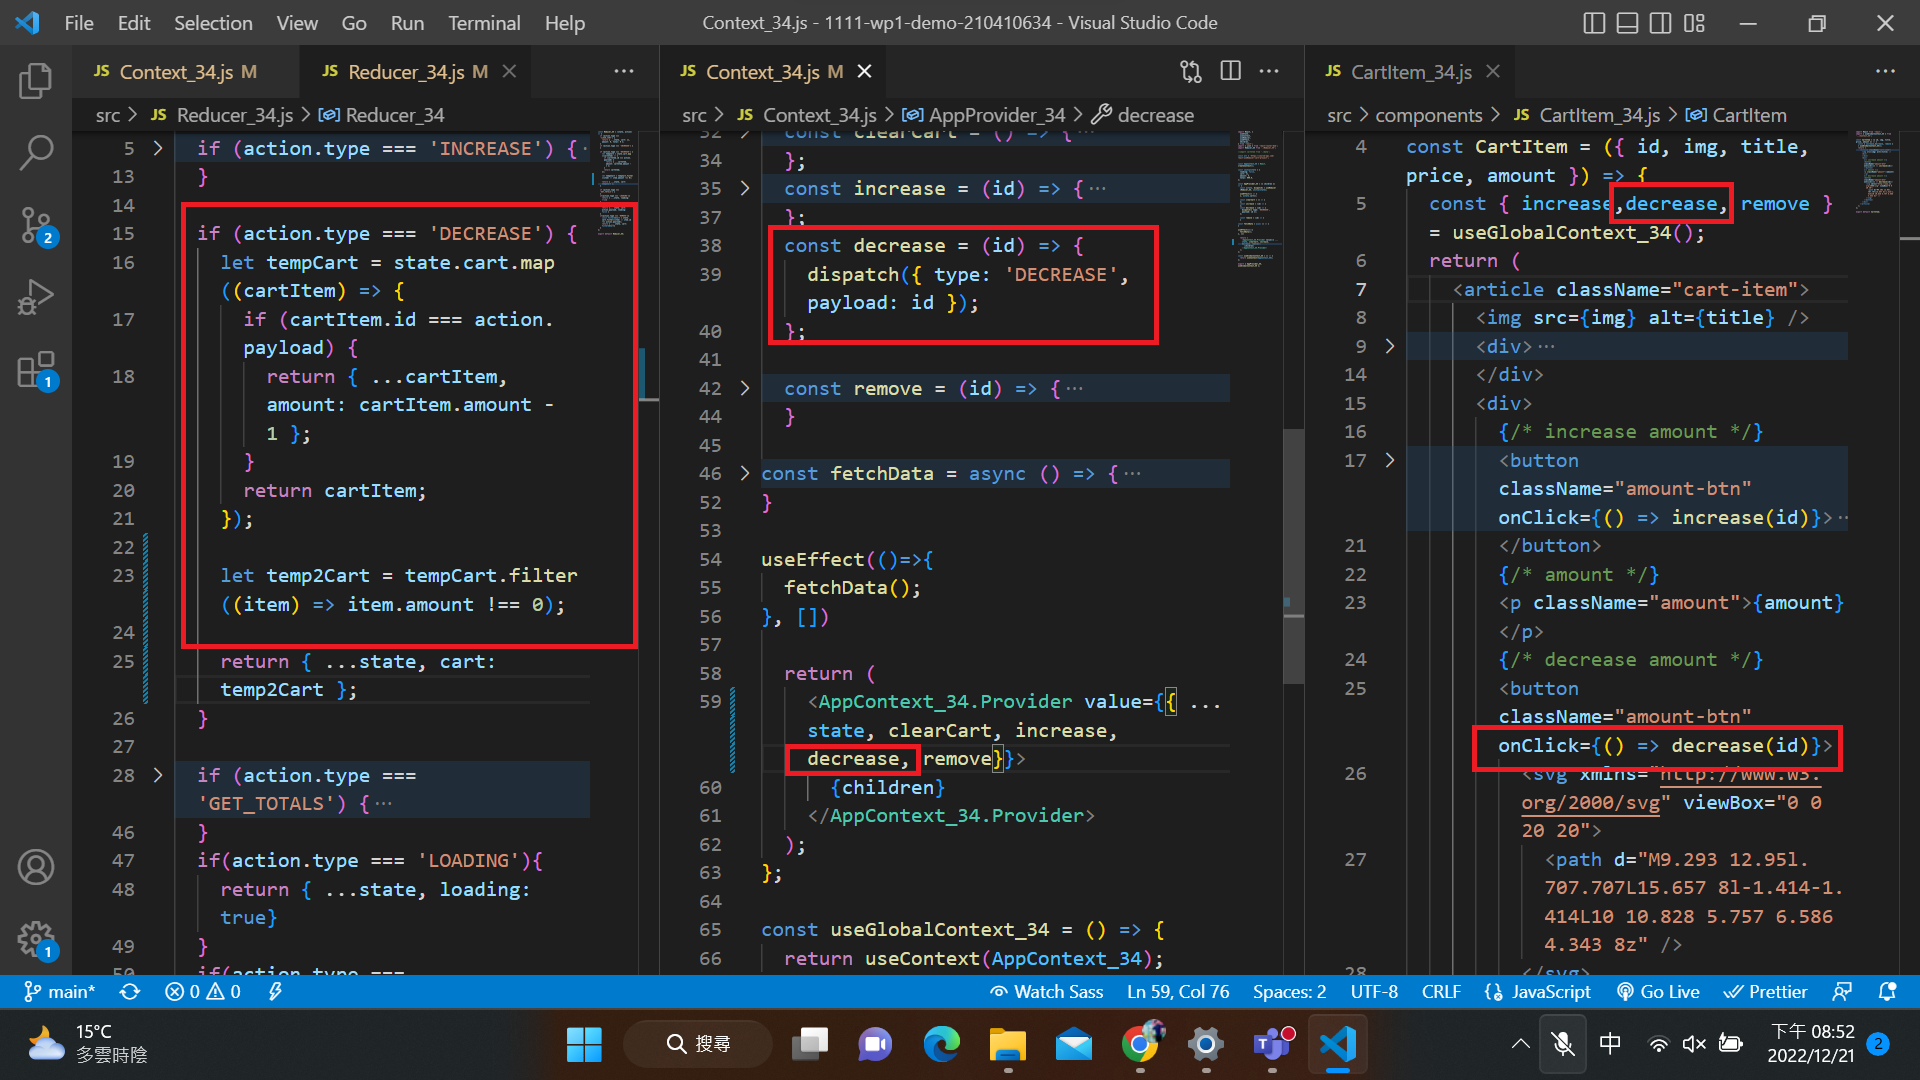 File Edit Selection View Go Run Terminal Help
Context_34.js - 1111-wp1-demo-210410634 - Visual Studio Code
JS Context_34.js M
JS Reducer_34.js M
src > JS Reducer_34.js > Reducer_34
5 if (action.type === 'INCREASE') {
13 }
14
15 if (action.type === 'DECREASE') {
16 let tempCart = state.cart.map
((cartItem) => {
17 if (cartItem.id === action.
payload) {
18 return { ...cartItem,
amount: cartItem.amount -
1 };
19 }
20 return cartItem;
21 });
22
23 let temp2Cart = tempCart.filter
((item) => item.amount !== 0);
24
25 return { ...state, cart:
temp2Cart };
26 }
27
28 if (action.type ===
'GET_TOTALS') {
46 }
47 if(action.type === 'LOADING'){
48 return { ...state, loading:
true}
49 }
50 if(action.type ===
JS Context_34.js M
src > JS Context_34.js > AppProvider_34 > decrease
32 const clearCart = () => {
34 };
35 const increase = (id) => {
37 };
38 const decrease = (id) => {
39 dispatch({ type: 'DECREASE',
payload: id });
40 };
41
42 const remove = (id) => {
44 }
45
46 const fetchData = async () => {
52 }
53
54 useEffect(()=>{
55 fetchData();
56 }, [])
57
58 return (
59 <AppContext_34.Provider value={{ ...
state, clearCart, increase,
decrease, remove}}>
60 {children}
61 </AppContext_34.Provider>
62 );
63 };
64
65 const useGlobalContext_34 = () => {
66 return useContext(AppContext_34);
JS CartItem_34.js
src > components > JS CartItem_34.js > CartItem
4 const CartItem = ({ id, img, title,
price, amount }) => {
5 const { increase,decrease, remove }
= useGlobalContext_34();
6 return (
7 <article className="cart-item">
8 <img src={img} alt={title} />
9 <div>
14 </div>
15 <div>
16 {/* increase amount */}
17 <button
className="amount-btn"
onClick={() => increase(id)}>
21 </button>
22 {/* amount */}
23 <p className="amount">{amount}
</p>
24 {/* decrease amount */}
25 <button
className="amount-btn"
onClick={() => decrease(id)}>
26 <svg xmlns="http://www.w3.
org/2000/svg" viewBox="0 0
20 20">
27 <path d="M9.293 12.95l.
707.707L15.657 8l-1.414-1.
414L10 10.828 5.757 6.586
4.343 8z" />
28 </svg>
2
1
1
main* 0 0 Watch Sass Ln 59, Col 76 Spaces: 2 UTF-8 CRLF JavaScript Go Live Prettier
15°C
多雲時陰
搜尋
中
下午 08:52
2022/12/21
2